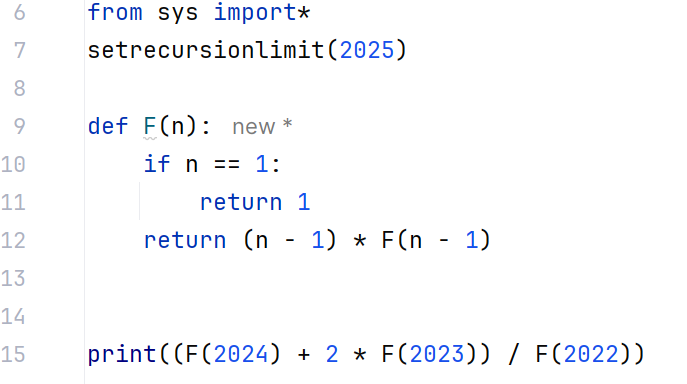 6 from sys import*
7 setrecursionlimit(2025)
8
9 def F(n): new *
10 if n == 1:
11 return 1
12 return (n - 1) * F(n - 1)
13
14
15 print((F(2024) + 2 * F(2023)) / F(2022))